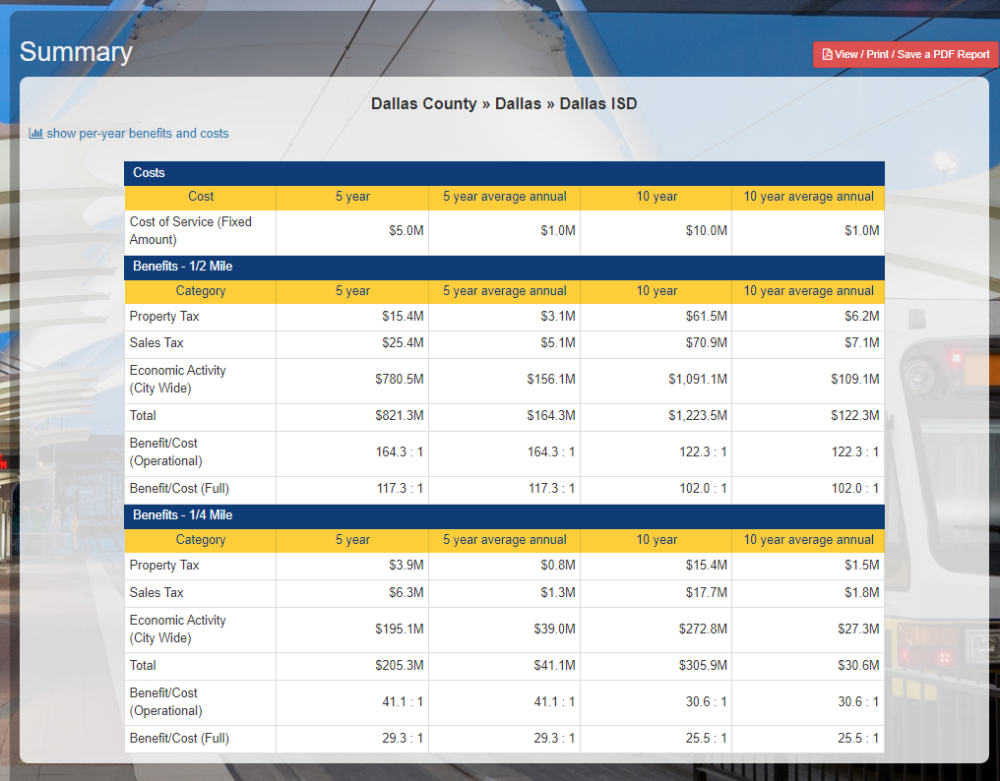 Summary
View / Print / Save a PDF Report
Dallas County » Dallas » Dallas ISD
show per-year benefits and costs
Costs
Cost 5 year 5 year average annual 10 year 10 year average annual
Cost of Service (Fixed
Amount) $5.0M $1.0M $10.0M $1.0M
Benefits - 1/2 Mile
Category 5 year 5 year average annual 10 year 10 year average annual
Property Tax $15.4M $3.1M $61.5M $6.2M
Sales Tax $25.4M $5.1M $70.9M $7.1M
Economic Activity
(City Wide) $780.5M $156.1M $1,091.1M $109.1M
Total $821.3M $164.3M $1,223.5M $122.3M
Benefit/Cost
(Operational) 164.3 : 1 164.3 : 1 122.3 : 1 122.3 : 1
Benefit/Cost (Full) 117.3 : 1 117.3 : 1 102.0 : 1 102.0 : 1
Benefits - 1/4 Mile
Category 5 year 5 year average annual 10 year 10 year average annual
Property Tax $3.9M $0.8M $15.4M $1.5M
Sales Tax $6.3M $1.3M $17.7M $1.8M
Economic Activity
(City Wide) $195.1M $39.0M $272.8M $27.3M
Total $205.3M $41.1M $305.9M $30.6M
Benefit/Cost
(Operational) 41.1 : 1 41.1 : 1 30.6 : 1 30.6 : 1
Benefit/Cost (Full) 29.3 : 1 29.3 : 1 25.5 : 1 25.5 : 1